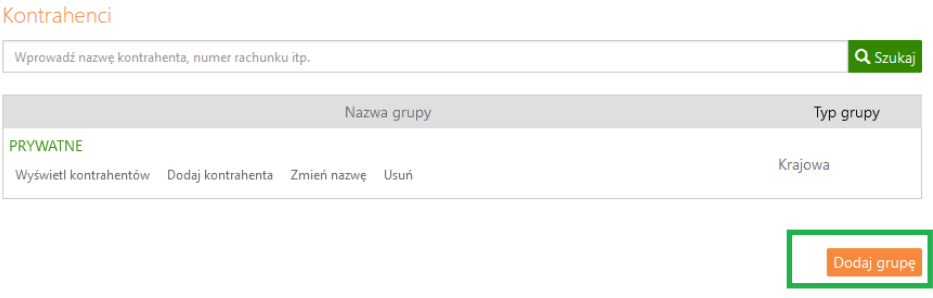 Kontrahenci
Wprowadź nazwę kontrahenta, numer rachunku itp.
Szukaj
Nazwa grupy Typ grupy
PRYWATNE
Krajowa
Wyświetl kontrahentów Dodaj kontrahenta Zmień nazwę Usuń
Dodaj grupę